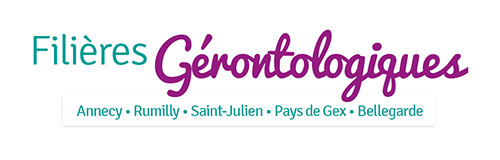 Filières Gérontologiques
Annecy • Rumilly • Saint-Julien • Pays de Gex • Bellegarde